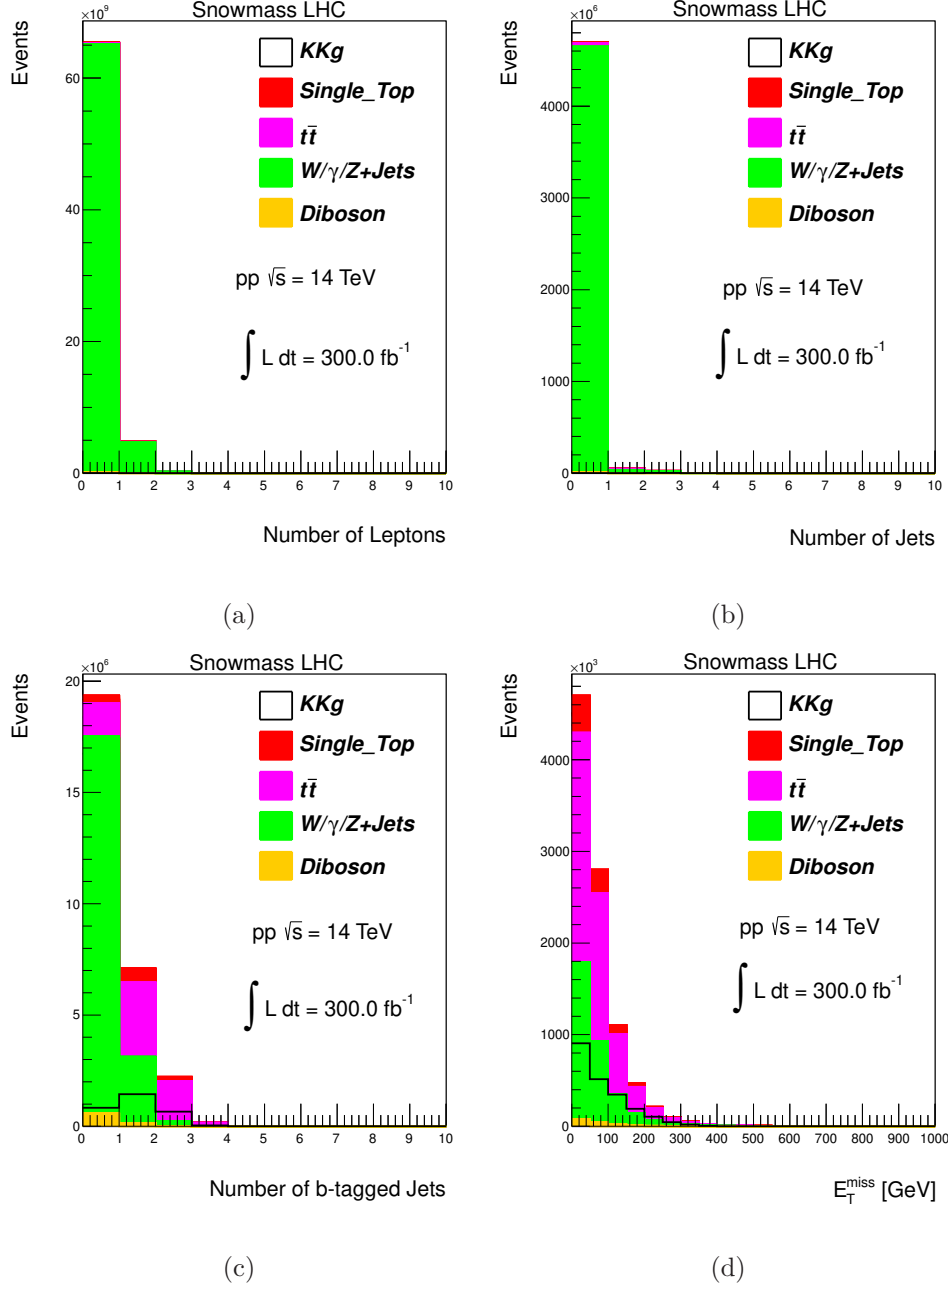 Snowmass LHC
×10⁹
Events
KKg
Single_Top
tt̄
W/γ/Z+Jets
Diboson
pp √s = 14 TeV
∫ L dt = 300.0 fb⁻¹
60
40
20
0
0 1 2 3 4 5 6 7 8 9 10
Number of Leptons
(a)
Snowmass LHC
×10⁶
Events
KKg
Single_Top
tt̄
W/γ/Z+Jets
Diboson
pp √s = 14 TeV
∫ L dt = 300.0 fb⁻¹
4000
3000
2000
1000
0
0 1 2 3 4 5 6 7 8 9 10
Number of Jets
(b)
Snowmass LHC
×10⁶
Events
KKg
Single_Top
tt̄
W/γ/Z+Jets
Diboson
pp √s = 14 TeV
∫ L dt = 300.0 fb⁻¹
20
15
10
5
0
0 1 2 3 4 5 6 7 8 9 10
Number of b-tagged Jets
(c)
Snowmass LHC
×10³
Events
KKg
Single_Top
tt̄
W/γ/Z+Jets
Diboson
pp √s = 14 TeV
∫ L dt = 300.0 fb⁻¹
4000
3000
2000
1000
0
0 100 200 300 400 500 600 700 800 900 1000
E_T^miss [GeV]
(d)